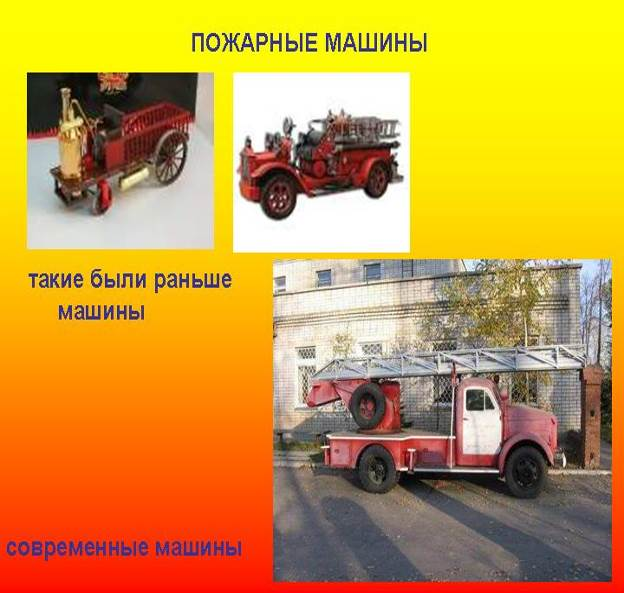 ПОЖАРНЫЕ МАШИНЫ
такие были раньше
машины
современные машины